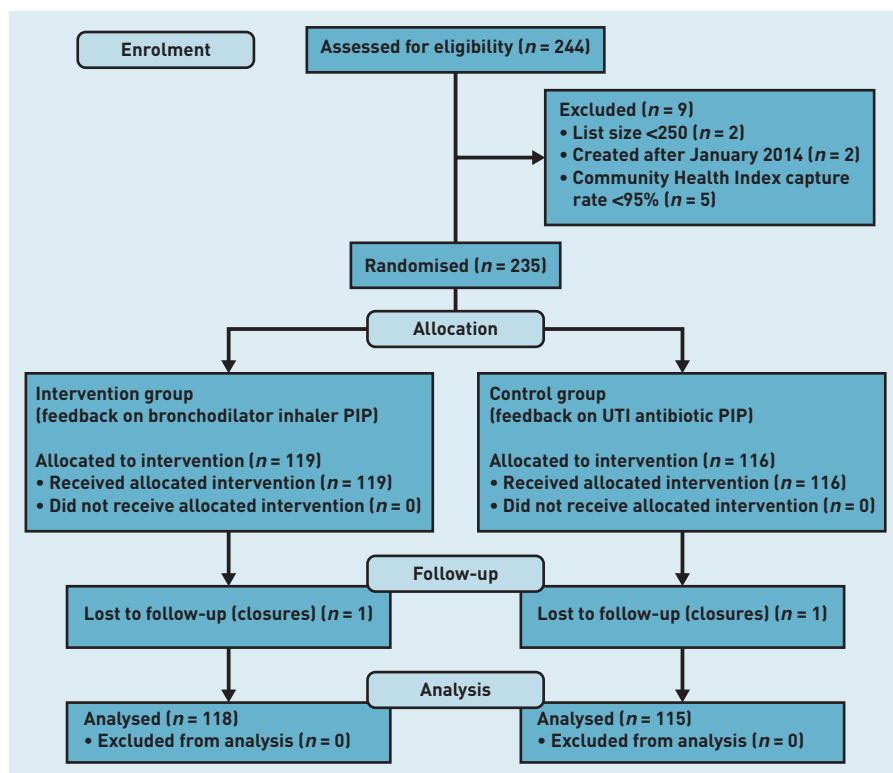 Enrolment
Assessed for eligibility (n = 244)
Excluded (n = 9)
• List size <250 (n = 2)
• Created after January 2014 (n = 2)
• Community Health Index capture
rate <95% (n = 5)
Randomised (n = 235)
Allocation
Intervention group
(feedback on bronchodilator inhaler PIP)
Allocated to intervention (n = 119)
• Received allocated intervention (n = 119)
• Did not receive allocated intervention (n = 0)
Control group
(feedback on UTI antibiotic PIP)
Allocated to intervention (n = 116)
• Received allocated intervention (n = 116)
• Did not receive allocated intervention (n = 0)
Follow-up
Lost to follow-up (closures) (n = 1)
Lost to follow-up (closures) (n = 1)
Analysis
Analysed (n = 118)
• Excluded from analysis (n = 0)
Analysed (n = 115)
• Excluded from analysis (n = 0)